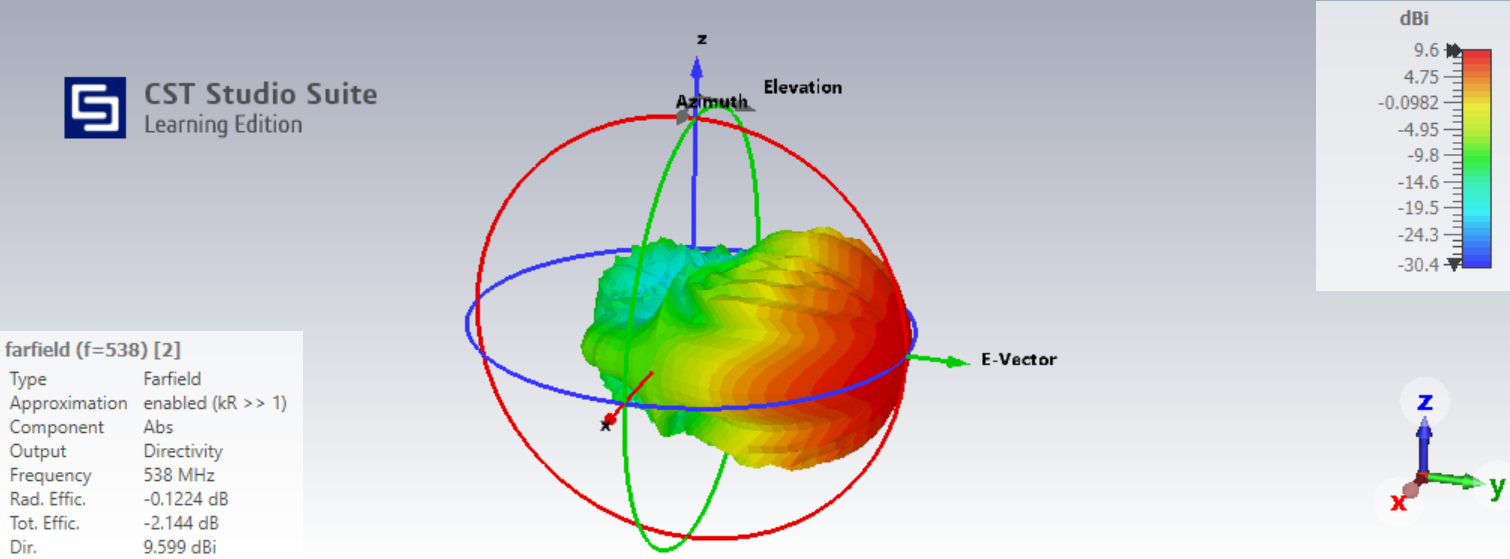 CST Studio Suite
Learning Edition
z
Azimuth
Elevation
E-Vector
x
dBi
9.6
4.75
-0.0982
-4.95
-9.8
-14.6
-19.5
-24.3
-30.4
farfield (f=538) [2]
Type Farfield
Approximation enabled (kR >> 1)
Component Abs
Output Directivity
Frequency 538 MHz
Rad. Effic. -0.1224 dB
Tot. Effic. -2.144 dB
Dir. 9.599 dBi
z
y
x